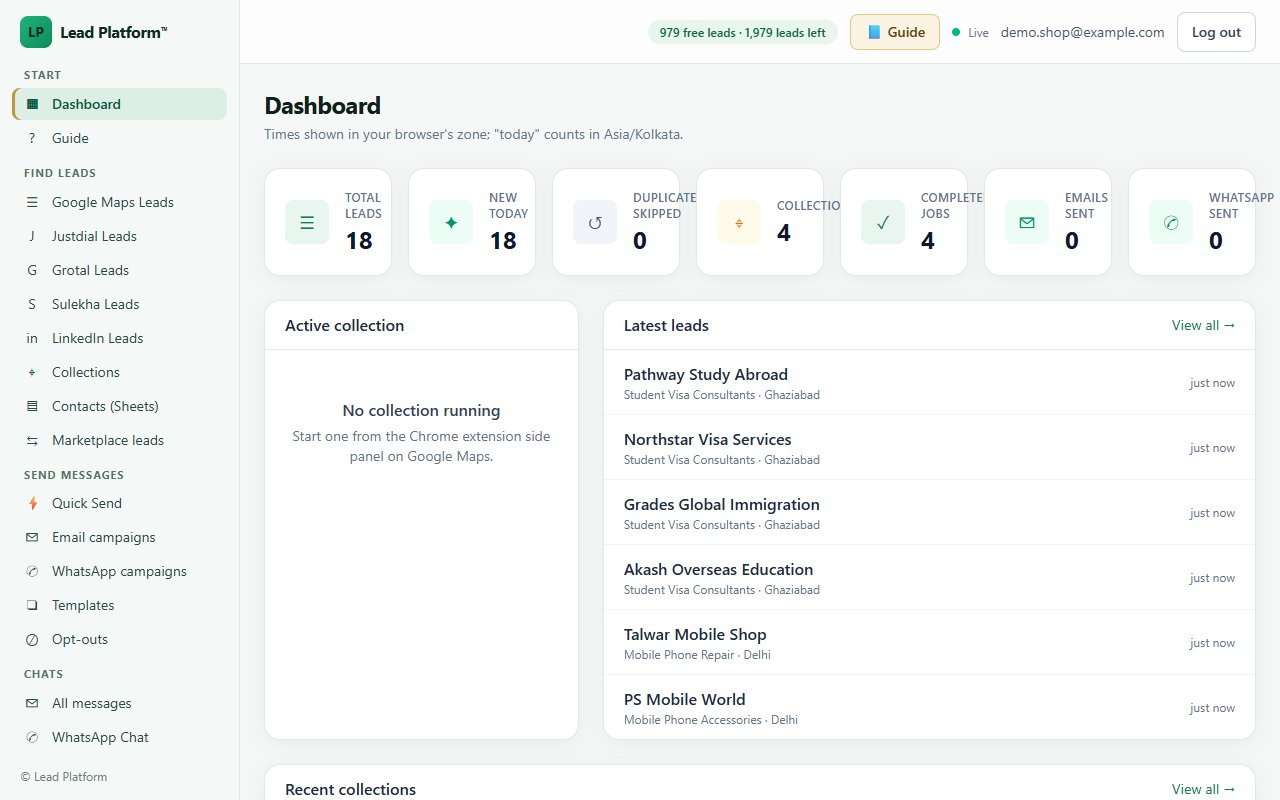 LP Lead Platform™
START
Dashboard
? Guide
FIND LEADS
Google Maps Leads
J Justdial Leads
G Grotal Leads
S Sulekha Leads
in LinkedIn Leads
Collections
Contacts (Sheets)
Marketplace leads
SEND MESSAGES
Quick Send
Email campaigns
WhatsApp campaigns
Templates
Opt-outs
CHATS
All messages
WhatsApp Chat
© Lead Platform
979 free leads · 1,979 leads left
Guide
Live
demo.shop@example.com
Log out
Dashboard
Times shown in your browser's zone; "today" counts in Asia/Kolkata.
TOTAL
LEADS
18
NEW
TODAY
18
DUPLICATE
SKIPPED
0
COLLECTIO
4
COMPLETE
JOBS
4
EMAILS
SENT
0
WHATSAPP
SENT
0
Active collection
No collection running
Start one from the Chrome extension side
panel on Google Maps.
Latest leads
View all →
Pathway Study Abroad
Student Visa Consultants · Ghaziabad
just now
Northstar Visa Services
Student Visa Consultants · Ghaziabad
just now
Grades Global Immigration
Student Visa Consultants · Ghaziabad
just now
Akash Overseas Education
Student Visa Consultants · Ghaziabad
just now
Talwar Mobile Shop
Mobile Phone Repair · Delhi
just now
PS Mobile World
Mobile Phone Accessories · Delhi
just now
Recent collections
View all →